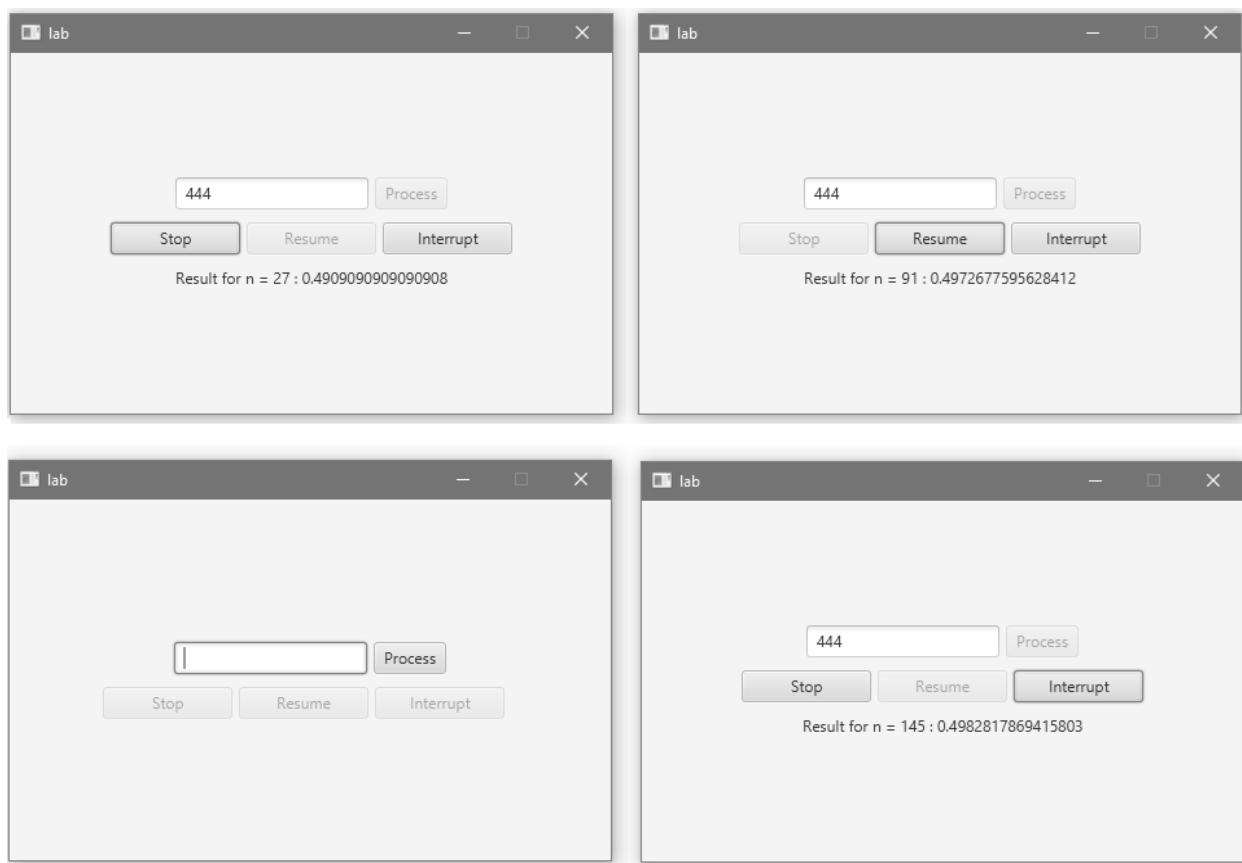 lab
444 Process
Stop Resume Interrupt
Result for n = 27 : 0.4909090909090908
lab
444 Process
Stop Resume Interrupt
Result for n = 91 : 0.4972677595628412
lab
Process
Stop Resume Interrupt
lab
444 Process
Stop Resume Interrupt
Result for n = 145 : 0.4982817869415803